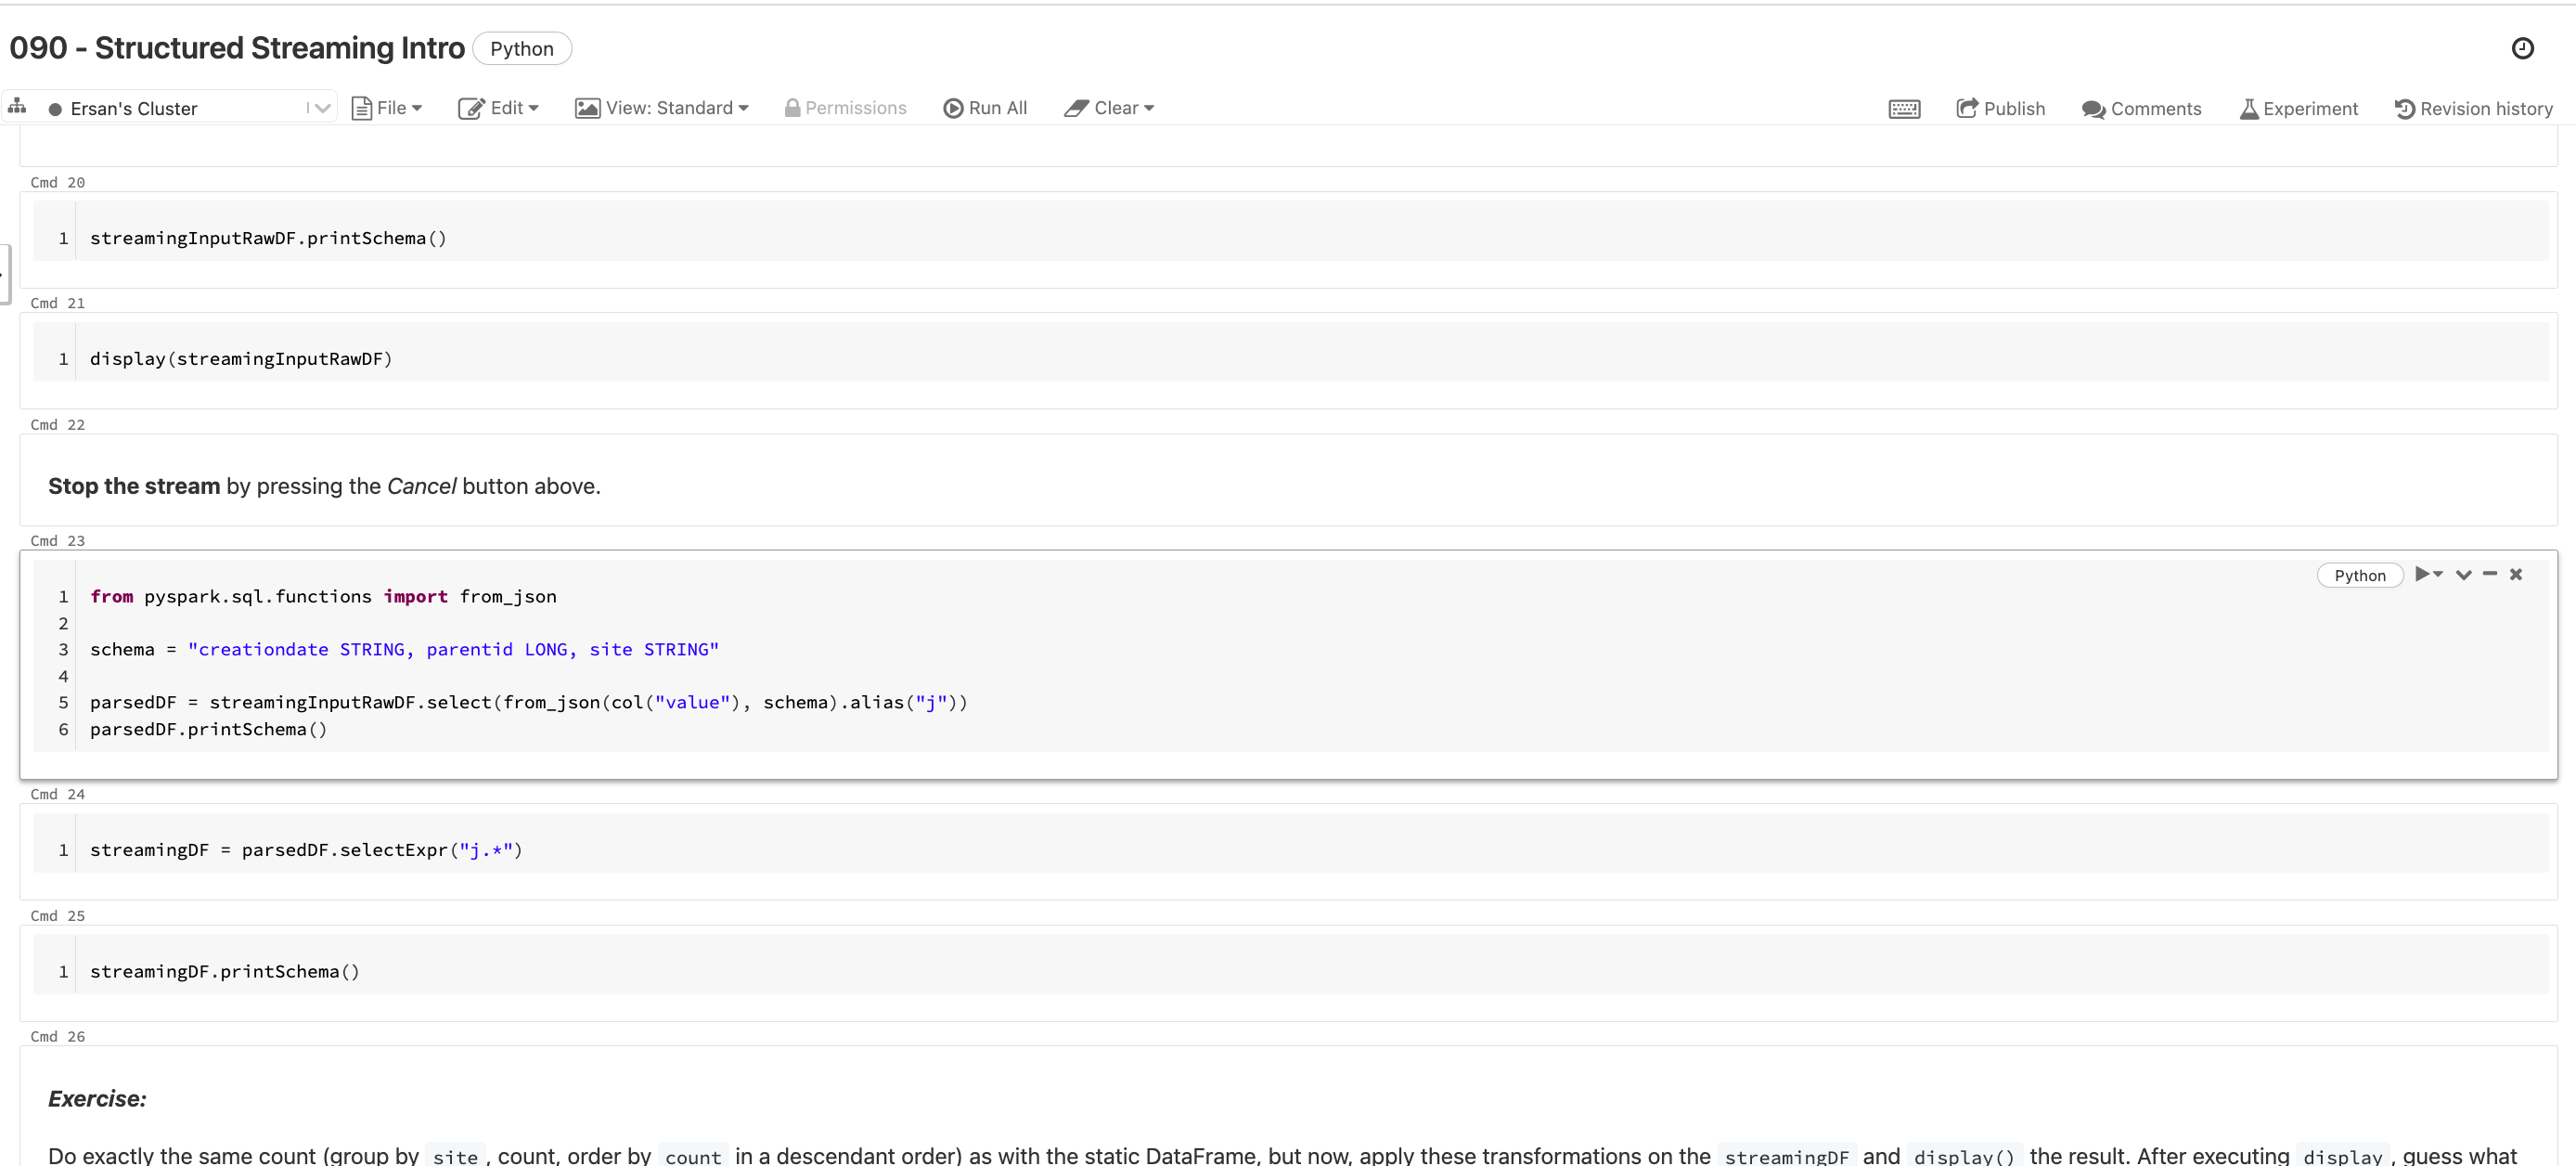 090 - Structured Streaming Intro Python
Ersan's Cluster File Edit View: Standard Permissions Run All Clear Publish Comments Experiment Revision history
Cmd 20
1 streamingInputRawDF.printSchema()
Cmd 21
1 display(streamingInputRawDF)
Cmd 22
Stop the stream by pressing the Cancel button above.
Cmd 23
Python
1 from pyspark.sql.functions import from_json
2
3 schema = "creationdate STRING, parentid LONG, site STRING"
4
5 parsedDF = streamingInputRawDF.select(from_json(col("value"), schema).alias("j"))
6 parsedDF.printSchema()
Cmd 24
1 streamingDF = parsedDF.selectExpr("j.*")
Cmd 25
1 streamingDF.printSchema()
Cmd 26
Exercise:
Do exactly the same count (group by site , count, order by count in a descendant order) as with the static DataFrame, but now, apply these transformations on the streamingDF and display() the result. After executing display , guess what